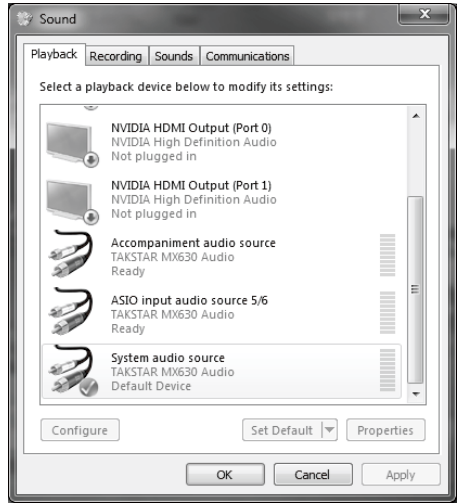 Sound
Playback Recording Sounds Communications
Select a playback device below to modify its settings:
NVIDIA HDMI Output (Port 0)
NVIDIA High Definition Audio
Not plugged in
NVIDIA HDMI Output (Port 1)
NVIDIA High Definition Audio
Not plugged in
Accompaniment audio source
TAKSTAR MX630 Audio
Ready
ASIO input audio source 5/6
TAKSTAR MX630 Audio
Ready
System audio source
TAKSTAR MX630 Audio
Default Device
Configure Set Default Properties
OK Cancel Apply